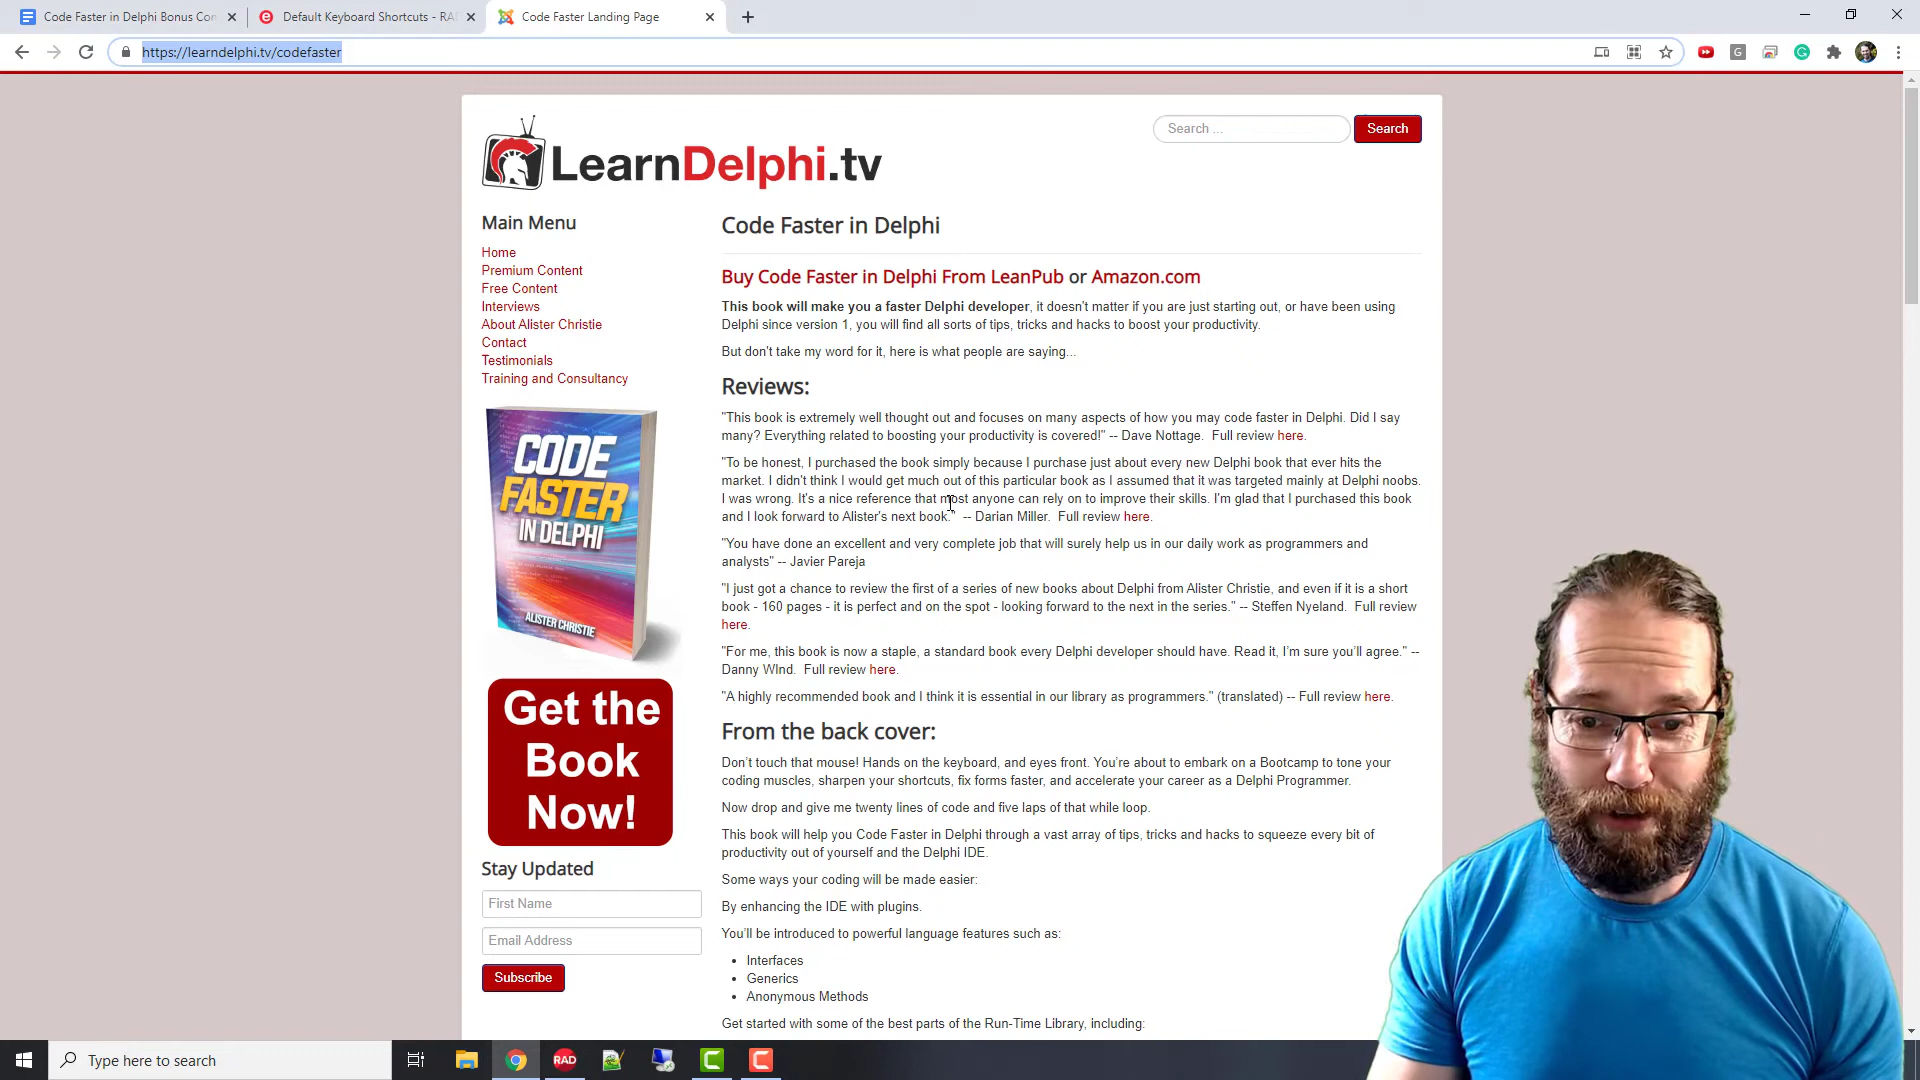 Code Faster in Delphi Bonus Con
Default Keyboard Shortcuts - RAD
Code Faster Landing Page
https://learndelphi.tv/codefaster
LearnDelphi.tv
Search ...
Search
Main Menu
Home
Premium Content
Free Content
Interviews
About Alister Christie
Contact
Testimonials
Training and Consultancy
CODE
FASTER
IN DELPHI
ALISTER CHRISTIE
Get the
Book
Now!
Stay Updated
First Name
Email Address
Subscribe
Code Faster in Delphi
Buy Code Faster in Delphi From LeanPub or Amazon.com
This book will make you a faster Delphi developer, it doesn't matter if you are just starting out, or have been using
Delphi since version 1, you will find all sorts of tips, tricks and hacks to boost your productivity.
But don't take my word for it, here is what people are saying...
Reviews:
"This book is extremely well thought out and focuses on many aspects of how you may code faster in Delphi. Did I say
many? Everything related to boosting your productivity is covered!" -- Dave Nottage. Full review here.
"To be honest, I purchased the book simply because I purchase just about every new Delphi book that ever hits the
market. I didn't think I would get much out of this particular book as I assumed that it was targeted mainly at Delphi noobs.
I was wrong. It's a nice reference that most anyone can rely on to improve their skills. I'm glad that I purchased this book
and I look forward to Alister's next book." -- Darian Miller. Full review here.
"You have done an excellent and very complete job that will surely help us in our daily work as programmers and
analysts" -- Javier Pareja
"I just got a chance to review the first of a series of new books about Delphi from Alister Christie, and even if it is a short
book - 160 pages - it is perfect and on the spot - looking forward to the next in the series." -- Steffen Nyeland. Full review
here.
"For me, this book is now a staple, a standard book every Delphi developer should have. Read it, I'm sure you'll agree." --
Danny WInd. Full review here.
"A highly recommended book and I think it is essential in our library as programmers." (translated) -- Full review here.
From the back cover:
Don't touch that mouse! Hands on the keyboard, and eyes front. You're about to embark on a Bootcamp to tone your
coding muscles, sharpen your shortcuts, fix forms faster, and accelerate your career as a Delphi Programmer.
Now drop and give me twenty lines of code and five laps of that while loop.
This book will help you Code Faster in Delphi through a vast array of tips, tricks and hacks to squeeze every bit of
productivity out of yourself and the Delphi IDE.
Some ways your coding will be made easier:
By enhancing the IDE with plugins.
You'll be introduced to powerful language features such as:
Interfaces
Generics
Anonymous Methods
Get started with some of the best parts of the Run-Time Library, including:
Type here to search
RAD